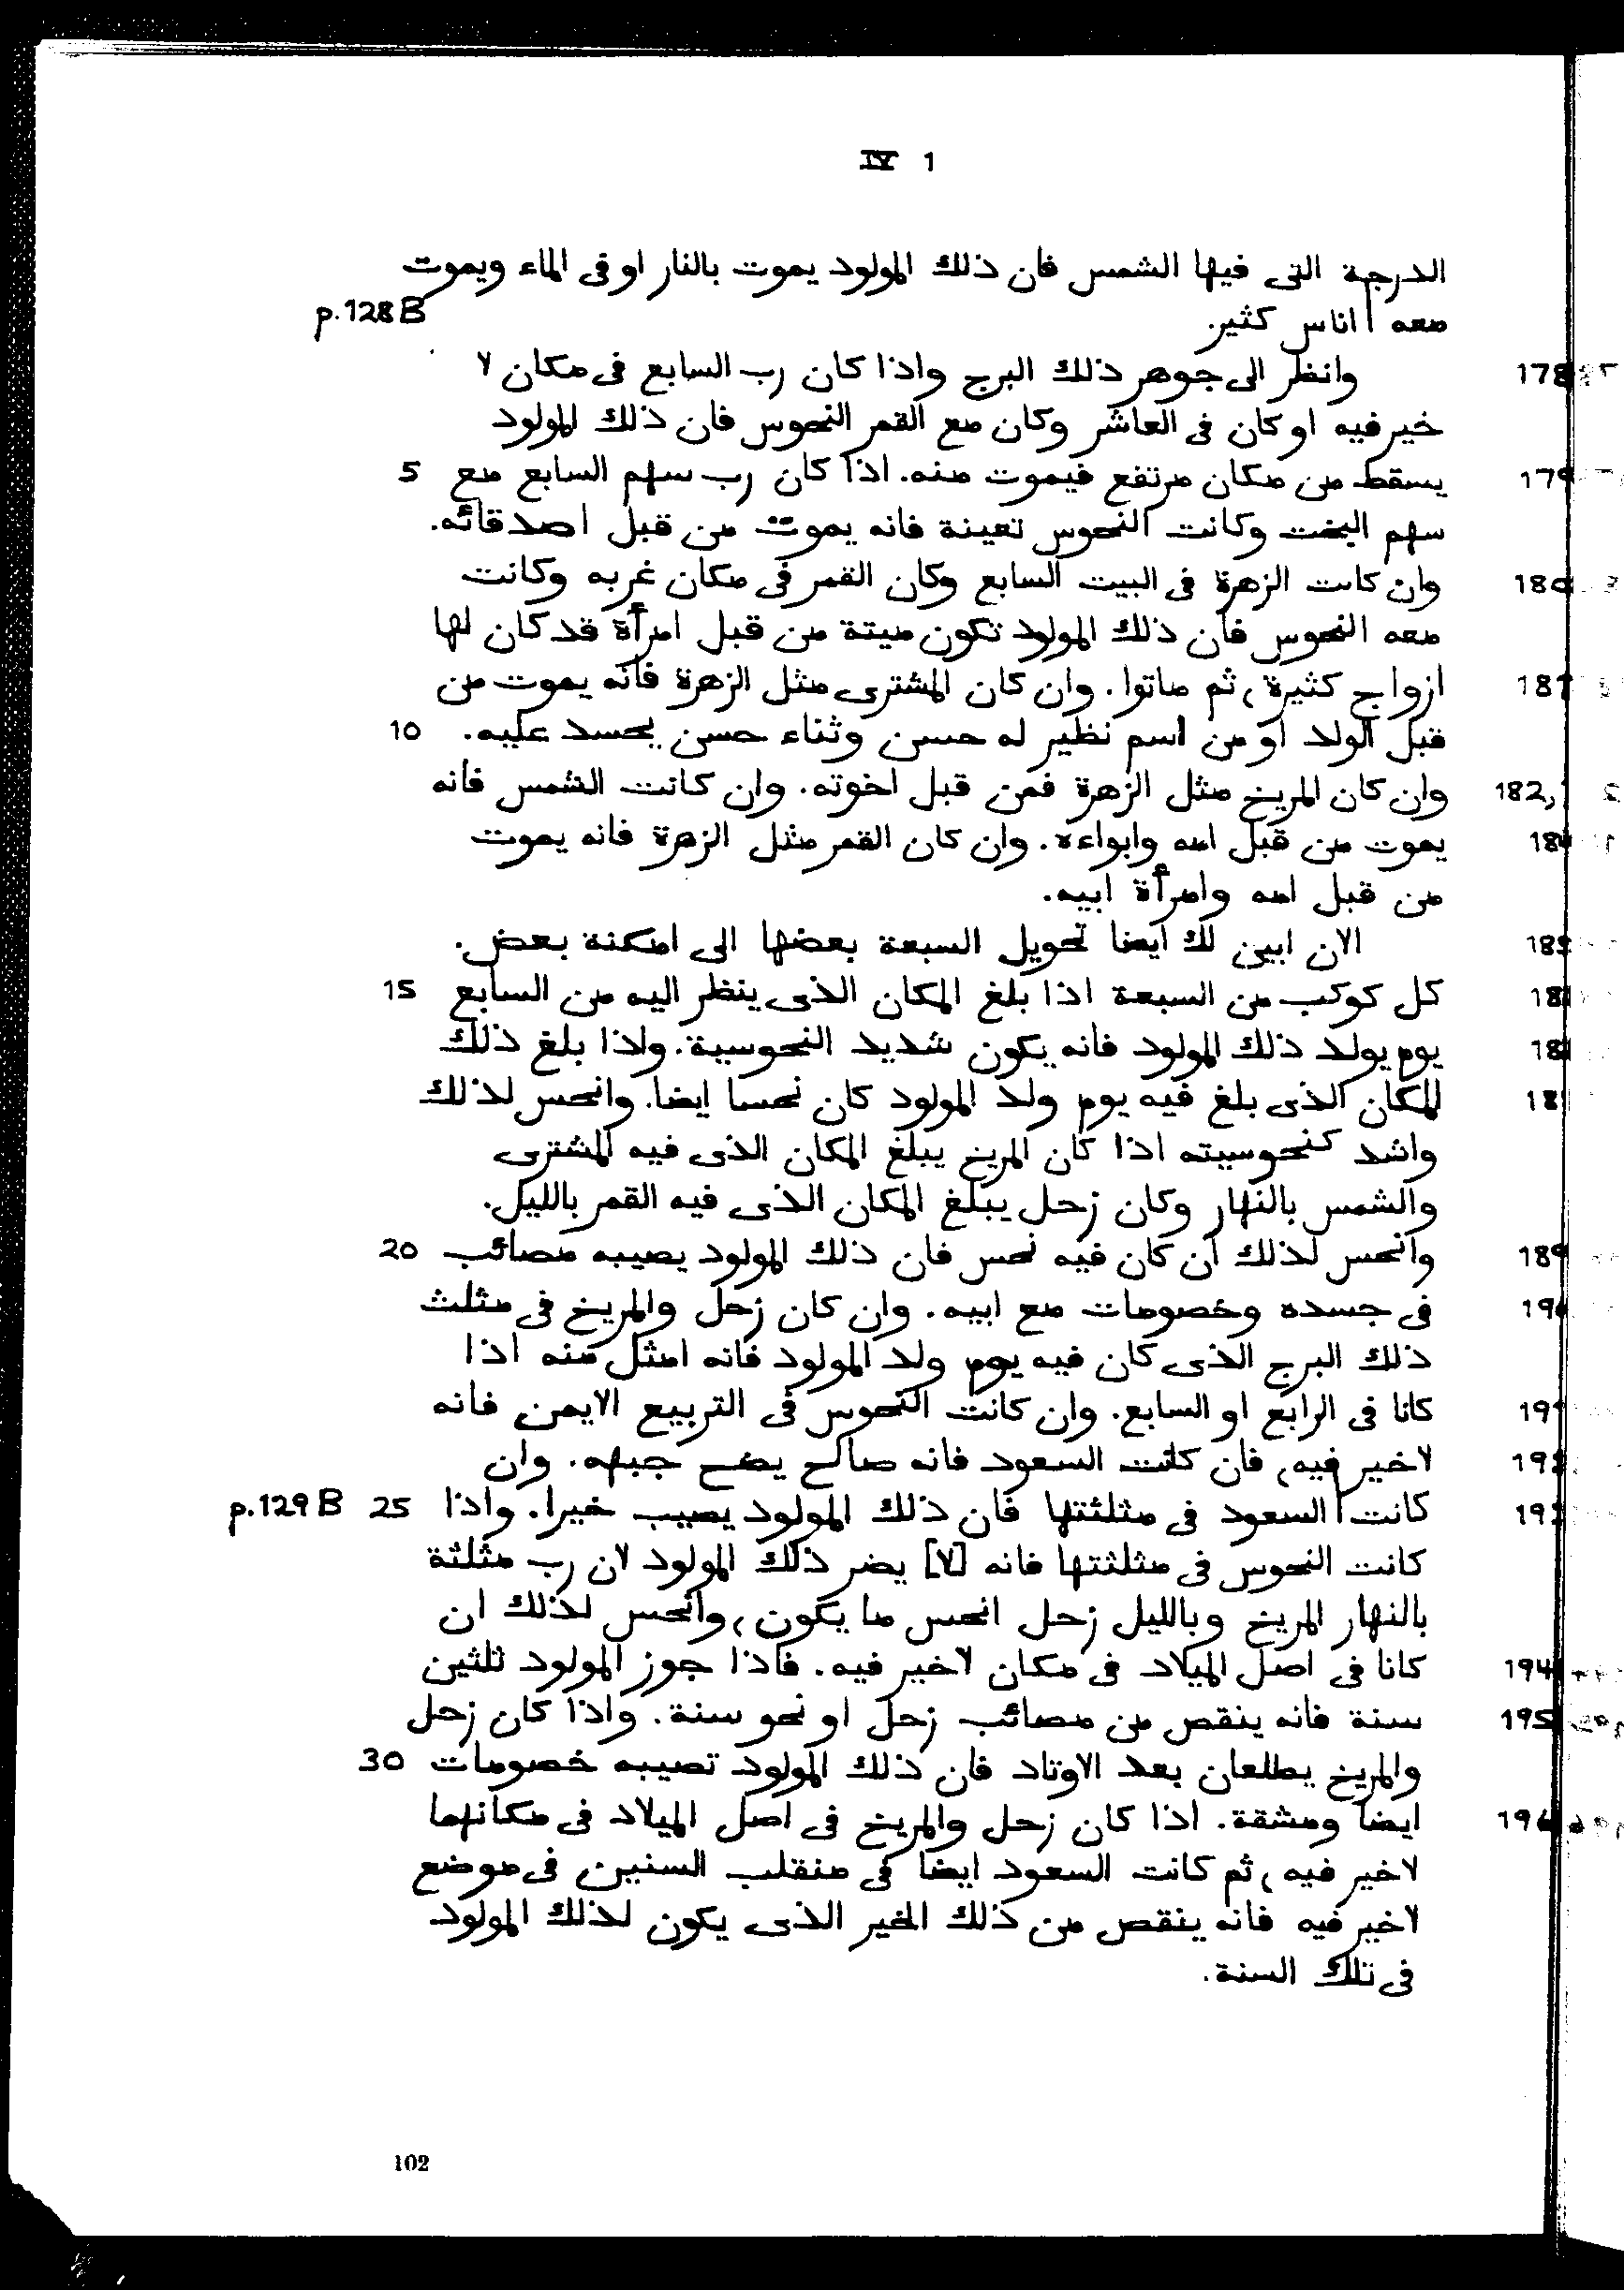 IV 1
الدرجة التى فيها الشمس فان ذلك المولود يموت بالنار او فى الماء ويموت
معه | اناس كثير. p.128B
178 وانظر الى جوهر ذلك البرج واذا كان رب السابع فى مكان لا
خير فيه او كان فى العاشر وكان مع القمر النحوس فان ذلك المولود
179 يسقط من مكان مرتفع فيموت منه. اذا كان رب سهم السابع مع 5
سهم البخت وكانت النحوس تعينة فانه يموت من قبل اصدقائه.
180 وان كانت الزهرة فى البيت السابع وكان القمر فى مكان غربه وكانت
معه النحوس فان ذلك المولود تكون ميتة من قبل امرأة قد كان لها
181 ازواج كثيرة، ثم ماتوا. وان كان المشترى مثل الزهرة فانه يموت من
قبل الولد او من اسم نظير له حسن وثناء حسن يحسد عليه. 10
182, وان كان المريخ مثل الزهرة فمن قبل اخوته. وان كانت الشمس فانه
يموت من قبل امه وابواءه. وان كان القمر مثل الزهرة فانه يموت
من قبل امه وامرأة ابيه.
الان ابين لك ايضا تحويل السبعة بعضها الى امكنة بعض.
كل كوكب من السبعة اذا بلغ المكان الذى ينظر اليه من السابع 15
يوم يولد ذلك المولود فانه يكون شديد النحوسية. واذا بلغ ذلك
المكان الذى بلغ فيه يوم ولد المولود كان نحسا ايضا. وانحس لذلك
واشد كنحوسيته اذا كان المريخ يبلغ المكان الذى فيه المشترى
والشمس بالنهار وكان زحل يبلغ المكان الذى فيه القمر بالليل.
189 وانحس لذلك ان كان فيه نحس فان ذلك المولود يصيبه مصائب 20
190 فى جسده وخصومات مع ابيه. وان كان زحل والمريخ فى مثلث
ذلك البرج الذى كان فيه يوم ولد المولود فانه امثل منه اذا
191 كانا فى الرابع او السابع. وان كانت النحوس فى التربيع الايمن فانه
192 لاخير فيه، فان كانت السعود فانه صالح يضح جبهه. وان
193 كانت | السعود فى مثلثتها فان ذلك المولود يصيب خيرا. واذا 25 p.129B
كانت النحوس فى مثلثتها فانه [لا] يضر ذلك المولود لان رب مثلثة
بالنهار المريخ وبالليل زحل انحس ما يكون، وانحس لذلك ان
194 كانا فى اصل الميلاد فى مكان لاخير فيه. فاذا جوز المولود ثلثين
195 سنة فانه ينقص من مصائب زحل او نحو سنة. واذا كان زحل
والمريخ يطلعان بعد الاوتاد فان ذلك المولود تصيبه خصومات 30
196 ايضا ومشقة. اذا كان زحل والمريخ فى اصل الميلاد فى مكانهما
لاخير فيه، ثم كانت السعود ايضا فى منقلب السنين فى موضع
لاخير فيه فانه ينقص من ذلك الخير الذى يكون لذلك المولود
فى تلك السنة.
102